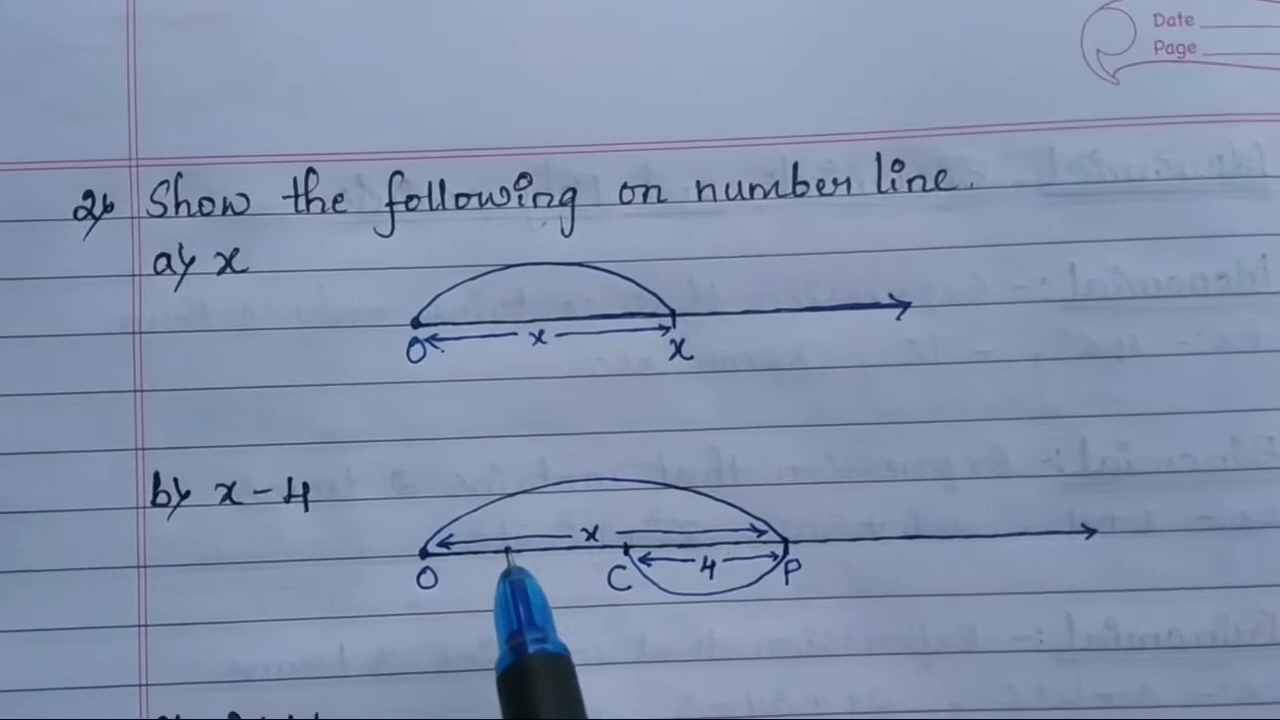 Date
Page
2) Show the following on number line.
a) x
x
O x
b) x - 4
x
4
O C P